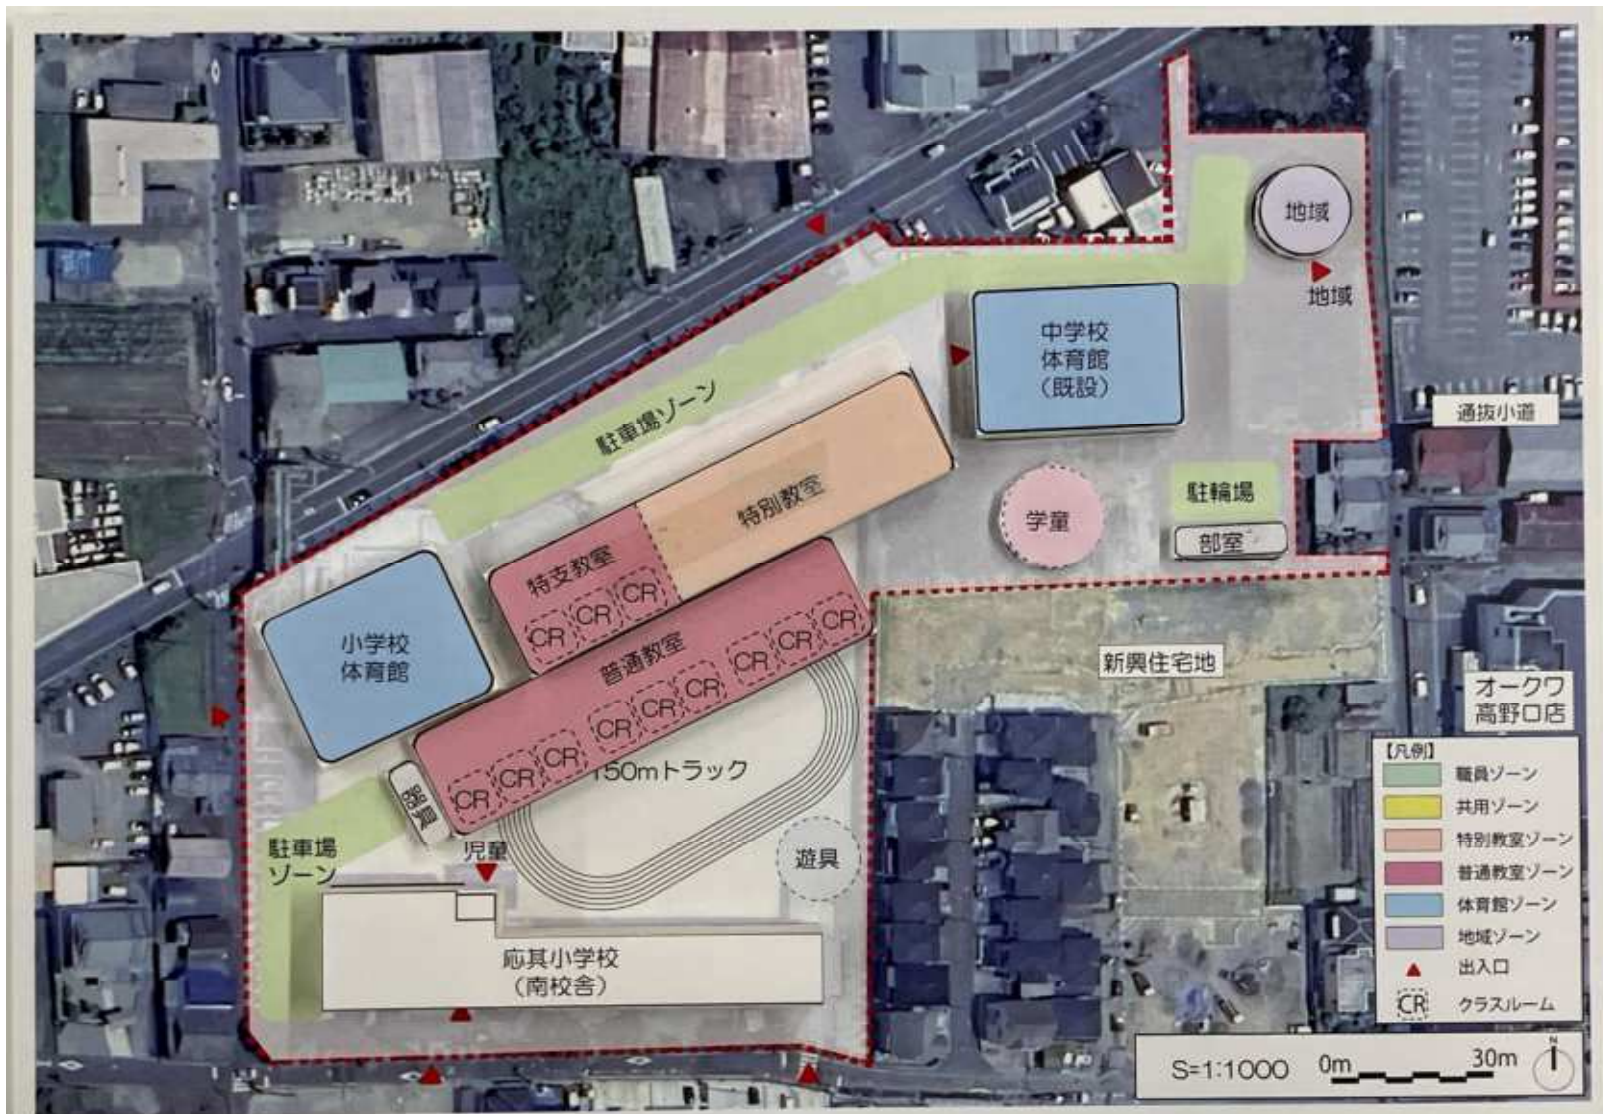 地域
地域
中学校
体育館
(既設)
駐車場ゾーン
通抜小道
特別教室
駐輪場
学童
部室
特支教室
CR
CR
CR
小学校
体育館
普通教室
CR
CR
CR
CR
CR
CR
CR
CR
CR
新興住宅地
オークワ
高野口店
150mトラック
器具
児童
遊具
駐車場
ゾーン
応其小学校
(南校舎)
【凡例】
職員ゾーン
共用ゾーン
特別教室ゾーン
普通教室ゾーン
体育館ゾーン
地域ゾーン
出入口
CR クラスルーム
S=1:1000 0m 30m
N